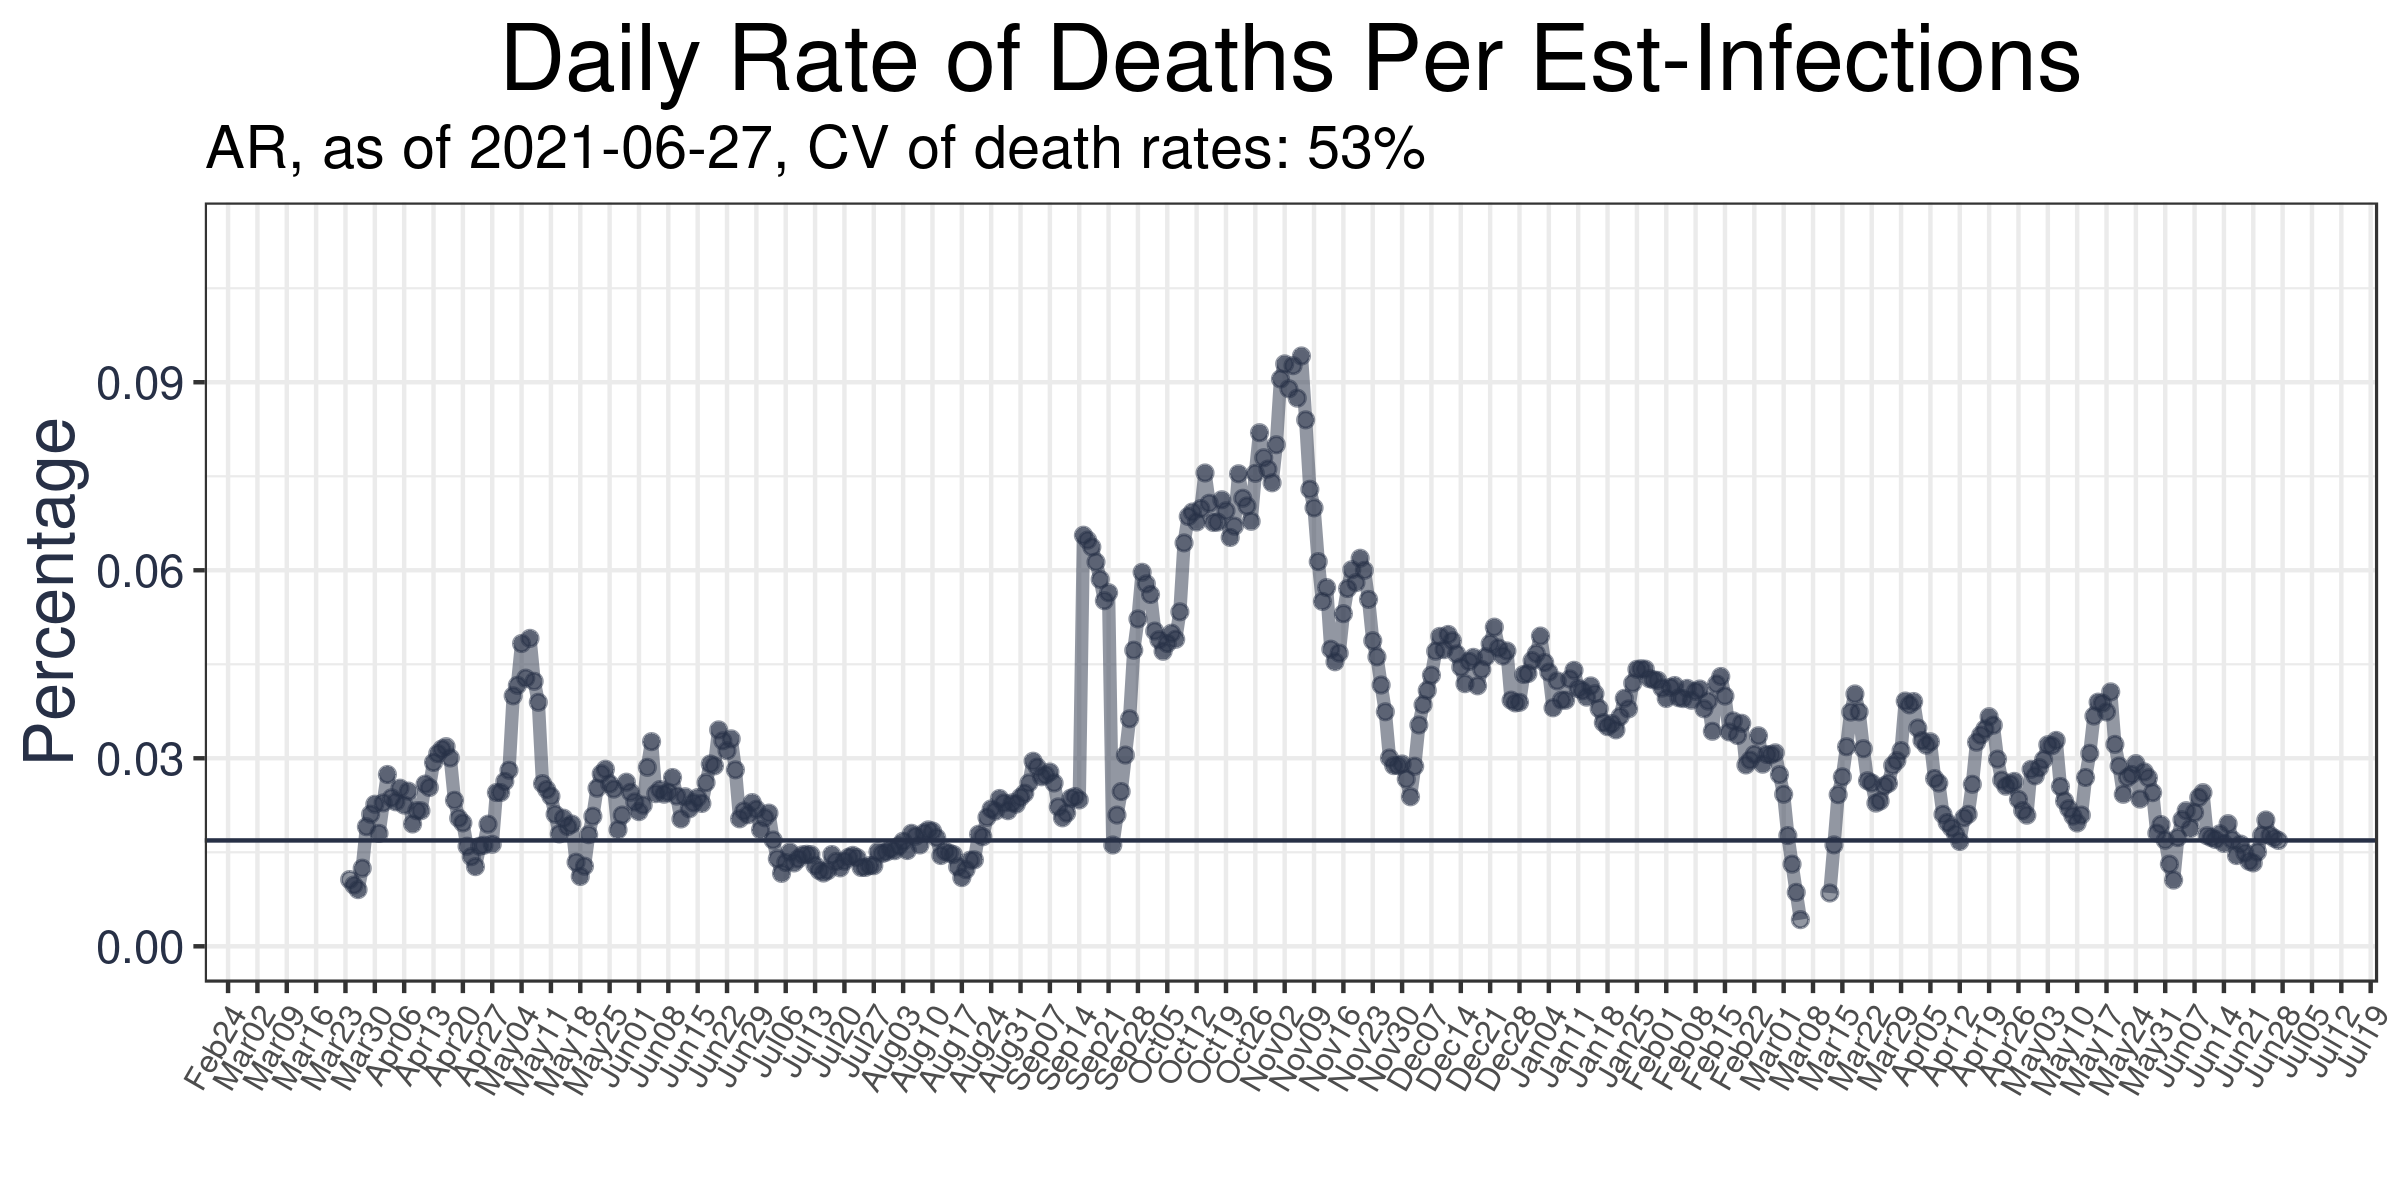 Daily Rate of Deaths Per Est-Infections
AR, as of 2021-06-27, CV of death rates: 53%
Percentage
0.09
0.06
0.03
0.00
Feb24
Mar02
Mar09
Mar16
Mar23
Mar30
Apr06
Apr13
Apr20
Apr27
May04
May11
May18
May25
Jun01
Jun08
Jun15
Jun22
Jun29
Jul06
Jul13
Jul20
Jul27
Aug03
Aug10
Aug17
Aug24
Aug31
Sep07
Sep14
Sep21
Sep28
Oct05
Oct12
Oct19
Oct26
Nov02
Nov09
Nov16
Nov23
Nov30
Dec07
Dec14
Dec21
Dec28
Jan04
Jan11
Jan18
Jan25
Feb01
Feb08
Feb15
Feb22
Mar01
Mar08
Mar15
Mar22
Mar29
Apr05
Apr12
Apr19
Apr26
May03
May10
May17
May24
May31
Jun07
Jun14
Jun21
Jun28
Jul05
Jul12
Jul19